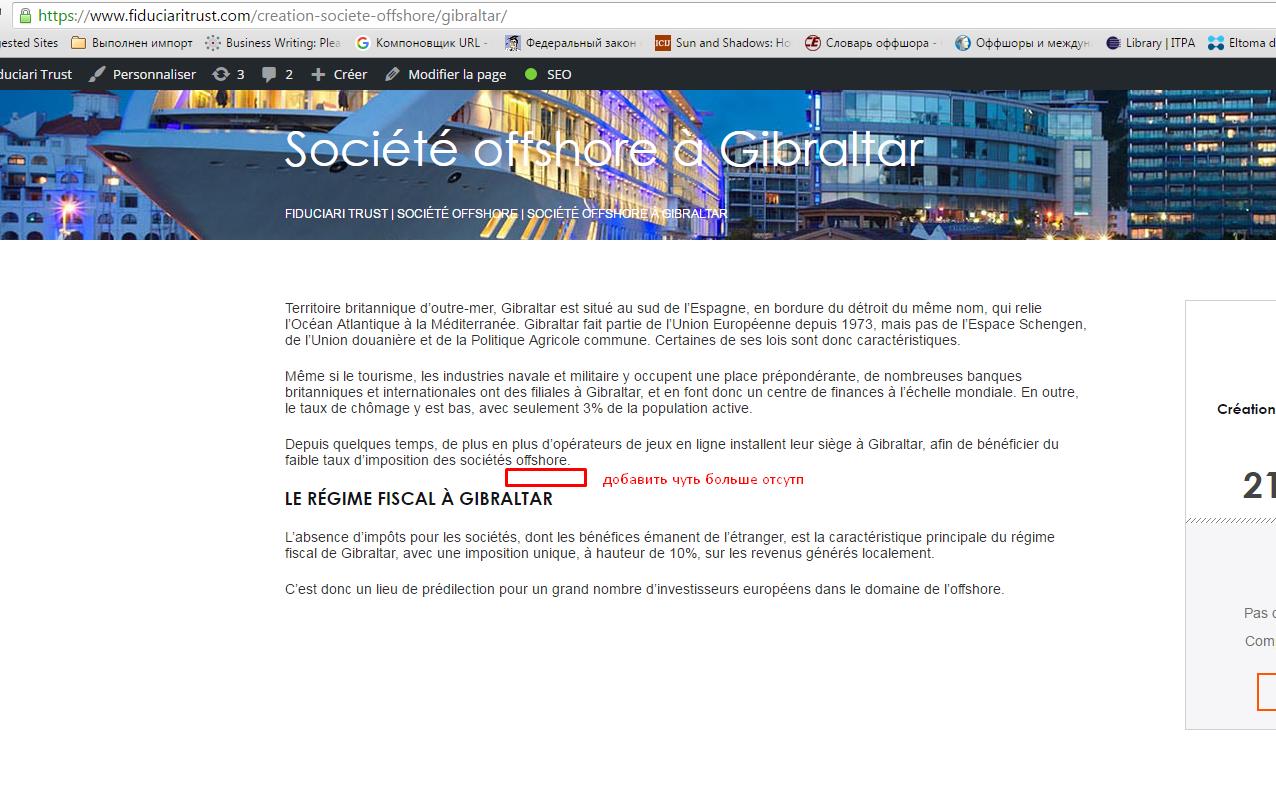 https://www.fiduciaritrust.com/creation-societe-offshore/gibraltar/
ested Sites Выполнен импорт Business Writing: Plea Компоновщик URL - Федеральный закон Sun and Shadows: Ho Словарь оффшора - Оффшоры и междун Library | ITPA Eltoma d
duciari Trust Personnaliser 3 2 Créer Modifier la page SEO
Société offshore à Gibraltar
FIDUCIARI TRUST | SOCIÉTÉ OFFSHORE | SOCIÉTÉ OFFSHORE À GIBRALTAR
Territoire britannique d’outre-mer, Gibraltar est situé au sud de l’Espagne, en bordure du détroit du même nom, qui relie
l’Océan Atlantique à la Méditerranée. Gibraltar fait partie de l’Union Européenne depuis 1973, mais pas de l’Espace Schengen,
de l’Union douanière et de la Politique Agricole commune. Certaines de ses lois sont donc caractéristiques.
Même si le tourisme, les industries navale et militaire y occupent une place prépondérante, de nombreuses banques
britanniques et internationales ont des filiales à Gibraltar, et en font donc un centre de finances à l’échelle mondiale. En outre,
le taux de chômage y est bas, avec seulement 3% de la population active.
Depuis quelques temps, de plus en plus d’opérateurs de jeux en ligne installent leur siège à Gibraltar, afin de bénéficier du
faible taux d’imposition des sociétés offshore.
добавить чуть больше отсутп
LE RÉGIME FISCAL À GIBRALTAR
L’absence d’impôts pour les sociétés, dont les bénéfices émanent de l’étranger, est la caractéristique principale du régime
fiscal de Gibraltar, avec une imposition unique, à hauteur de 10%, sur les revenus générés localement.
C’est donc un lieu de prédilection pour un grand nombre d’investisseurs européens dans le domaine de l’offshore.
Création
21
Pas d
Com